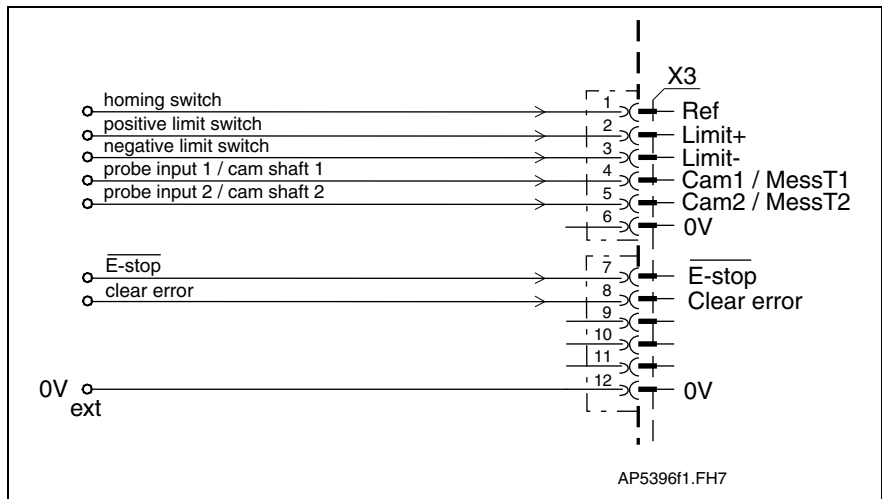 X3
homing switch 1 Ref
positive limit switch 2 Limit+
negative limit switch 3 Limit-
probe input 1 / cam shaft 1 4 Cam1 / MessT1
probe input 2 / cam shaft 2 5 Cam2 / MessT2
6 0V
E-stop 7 E-stop
clear error 8 Clear error
9
10
11
0V 12 0V
ext
AP5396f1.FH7